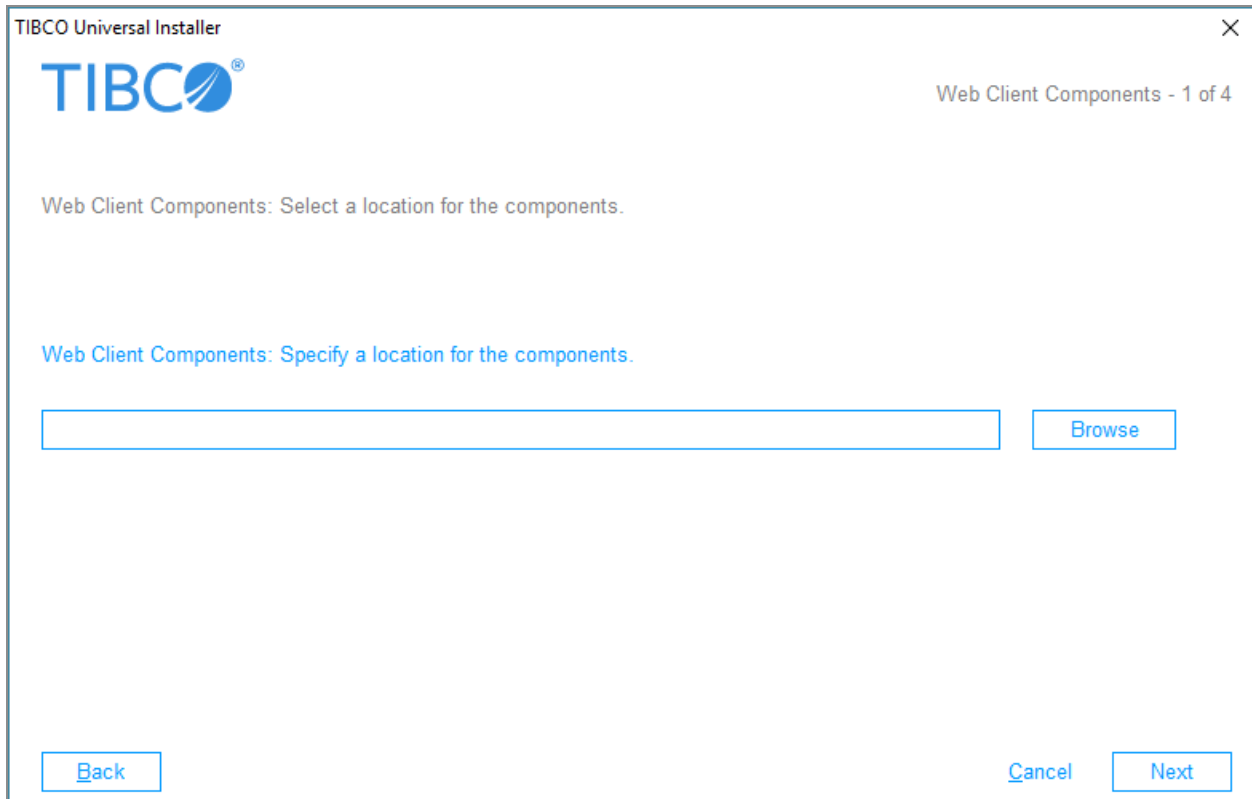 TIBCO Universal Installer
TIBCO®
Web Client Components - 1 of 4
Web Client Components: Select a location for the components.
Web Client Components: Specify a location for the components.
Browse
Back
Cancel
Next